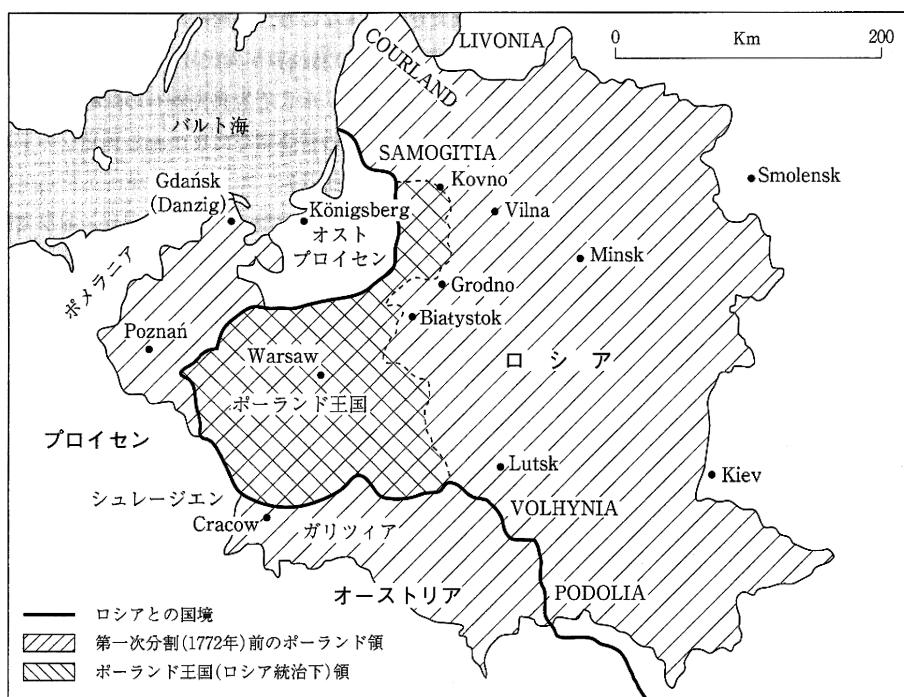 LIVONIA
COURLAND
0 Km 200
バルト海
SAMOGITIA
Kovno
Smolensk
Gdańsk
(Danzig)
Königsberg
オスト
プロイセン
Vilna
Minsk
ポメラニア
Grodno
Białystok
Poznań
Warsaw
ロシア
ポーランド王国
プロイセン
Lutsk
Kiev
シュレージエン
VOLHYNIA
Cracow
ガリツィア
オーストリア
PODOLIA
ロシアとの国境
第一次分割(1772年)前のポーランド領
ポーランド王国(ロシア統治下)領